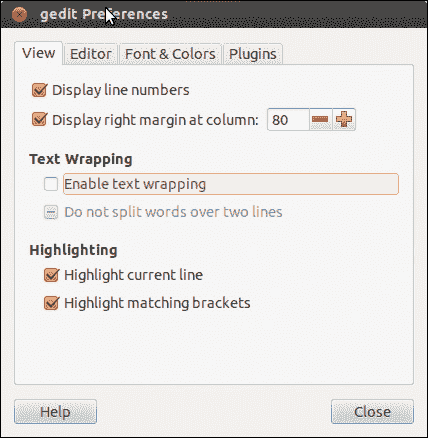 gedit Preferences
View Editor Font & Colors Plugins
Display line numbers
Display right margin at column: 80
Text Wrapping
Enable text wrapping
Do not split words over two lines
Highlighting
Highlight current line
Highlight matching brackets
Help Close